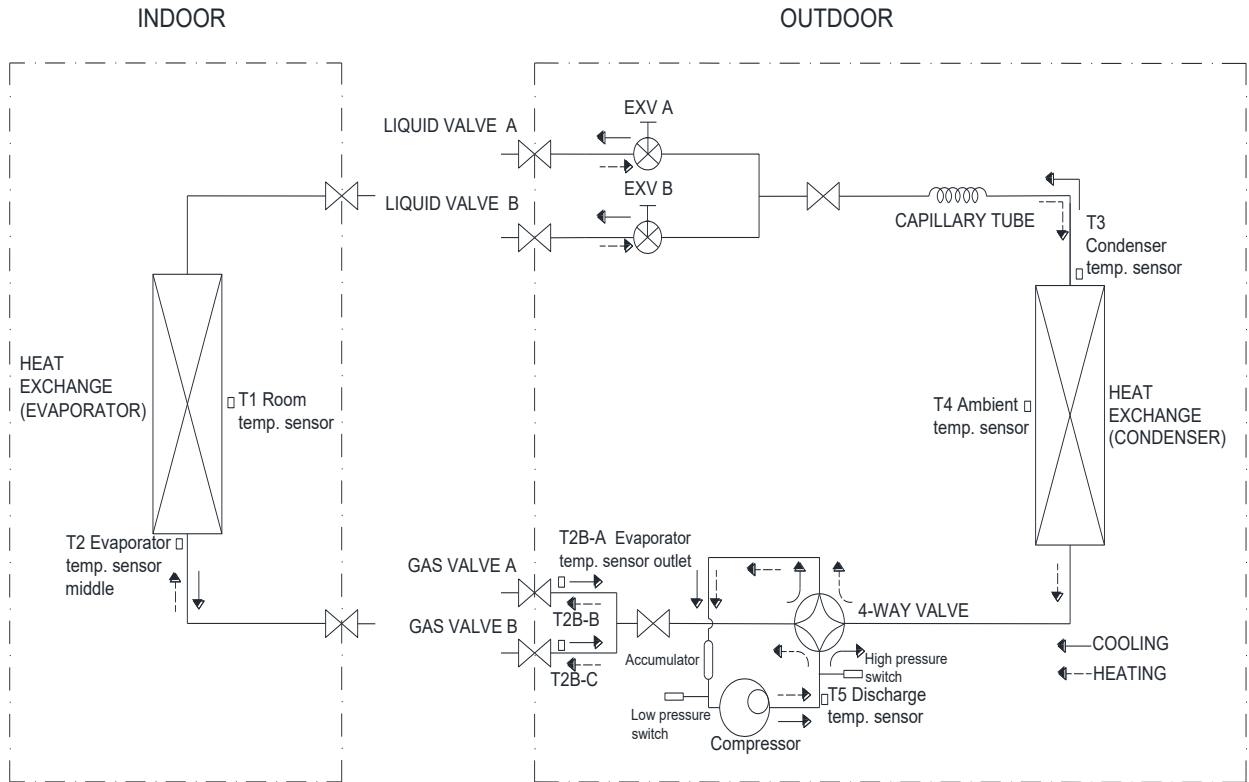 INDOOR
OUTDOOR
LIQUID VALVE A
EXV A
LIQUID VALVE B
EXV B
CAPILLARY TUBE
T3
Condenser
temp. sensor
HEAT
EXCHANGE
(EVAPORATOR)
T1 Room
temp. sensor
T4 Ambient
temp. sensor
HEAT
EXCHANGE
(CONDENSER)
T2 Evaporator
temp. sensor
middle
GAS VALVE A
T2B-A Evaporator
temp. sensor outlet
T2B-B
GAS VALVE B
T2B-C
4-WAY VALVE
Accumulator
High pressure
switch
Low pressure
switch
T5 Discharge
temp. sensor
Compressor
COOLING
HEATING